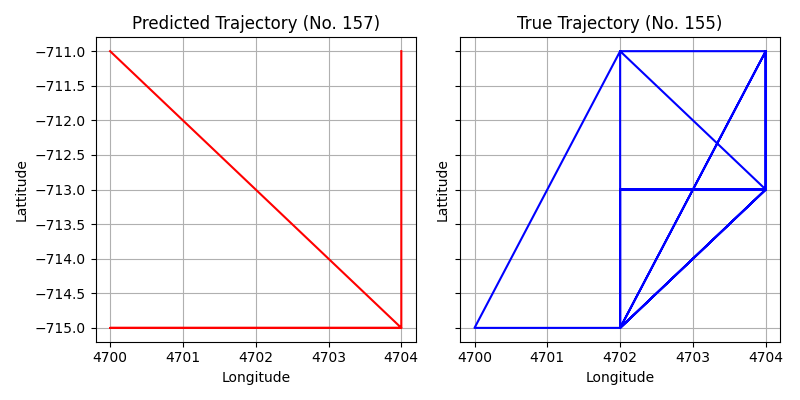 Predicted Trajectory (No. 157)
True Trajectory (No. 155)
−711.0
−711.5
−712.0
−712.5
−713.0
−713.5
−714.0
−714.5
−715.0
Lattitude
Lattitude
4700 4701 4702 4703 4704
4700 4701 4702 4703 4704
Longitude
Longitude